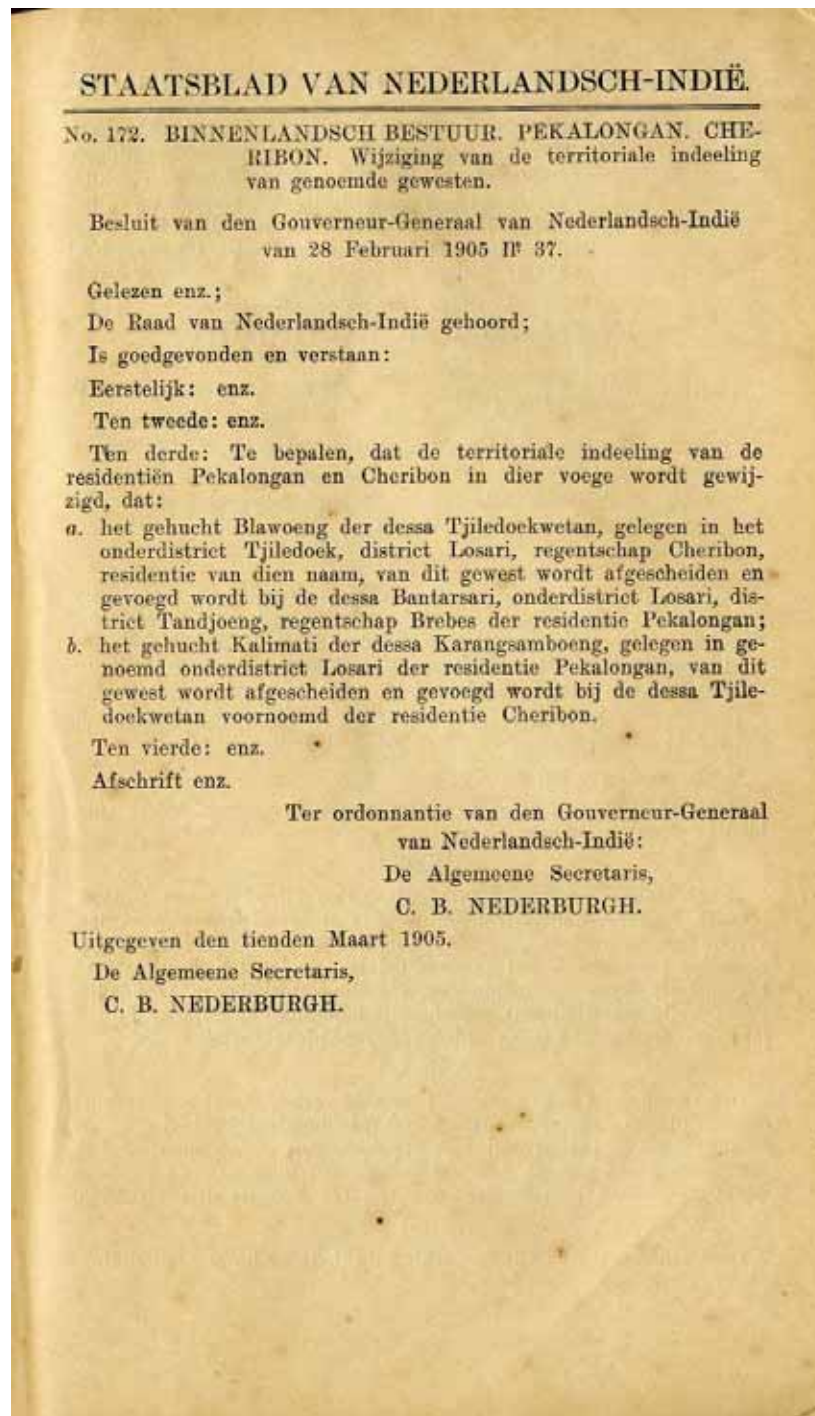 STAATSBLAD VAN NEDERLANDSCH-INDIË.
No. 172. BINNENLANDSCH BESTUUR. PEKALONGAN. CHE-
RIBON. Wijziging van de territoriale indeeling
van genoemde gewesten.
Besluit van den Gouverneur-Generaal van Nederlandsch-Indië
van 28 Februari 1905 No 37.
Gelezen enz.;
De Raad van Nederlandsch-Indië gehoord;
Is goedgevonden en verstaan:
Eerstelijk: enz.
Ten tweede: enz.
Ten derde: Te bepalen, dat de territoriale indeeling van de
residentiën Pekalongan en Cheribon in dier voege wordt gewij-
zigd, dat:
a. het gehucht Blawoeng der dessa Tjiledoekwetan, gelegen in het
onderdistrict Tjiledoek, district Losari, regentschap Cheribon,
residentie van dien naam, van dit gewest wordt afgescheiden en
gevoegd wordt bij de dessa Bantarsari, onderdistrict Losari, dis-
trict Tandjoeng, regentschap Brebes der residentie Pekalongan;
b. het gehucht Kalimati der dessa Karangsamboeng, gelegen in ge-
noemd onderdistrict Losari der residentie Pekalongan, van dit
gewest wordt afgescheiden en gevoegd wordt bij de dessa Tjile-
doekwetan voornoemd der residentie Cheribon.
Ten vierde: enz.
Afschrift enz.
Ter ordonnantie van den Gouverneur-Generaal
van Nederlandsch-Indië:
De Algemeene Secretaris,
C. B. NEDERBURGH.
Uitgegeven den tienden Maart 1905.
De Algemeene Secretaris,
C. B. NEDERBURGH.